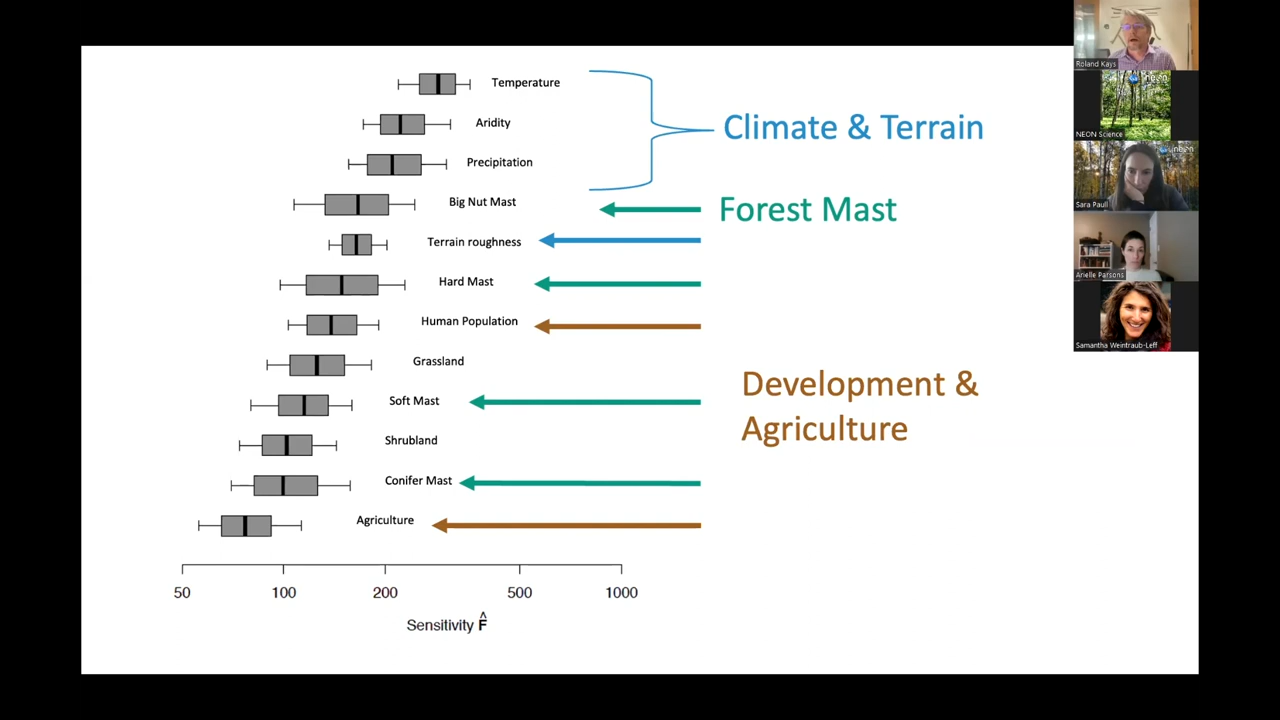 Temperature
Aridity
Climate & Terrain
Precipitation
Big Nut Mast
Forest Mast
Terrain roughness
Hard Mast
Human Population
Grassland
Development &
Agriculture
Soft Mast
Shrubland
Conifer Mast
Agriculture
50 100 200 500 1000
Sensitivity F̂
Roland Kays
neon
NEON Science
neon
Sara Paull
Arielle Parsons
Samantha Weintraub-Leff